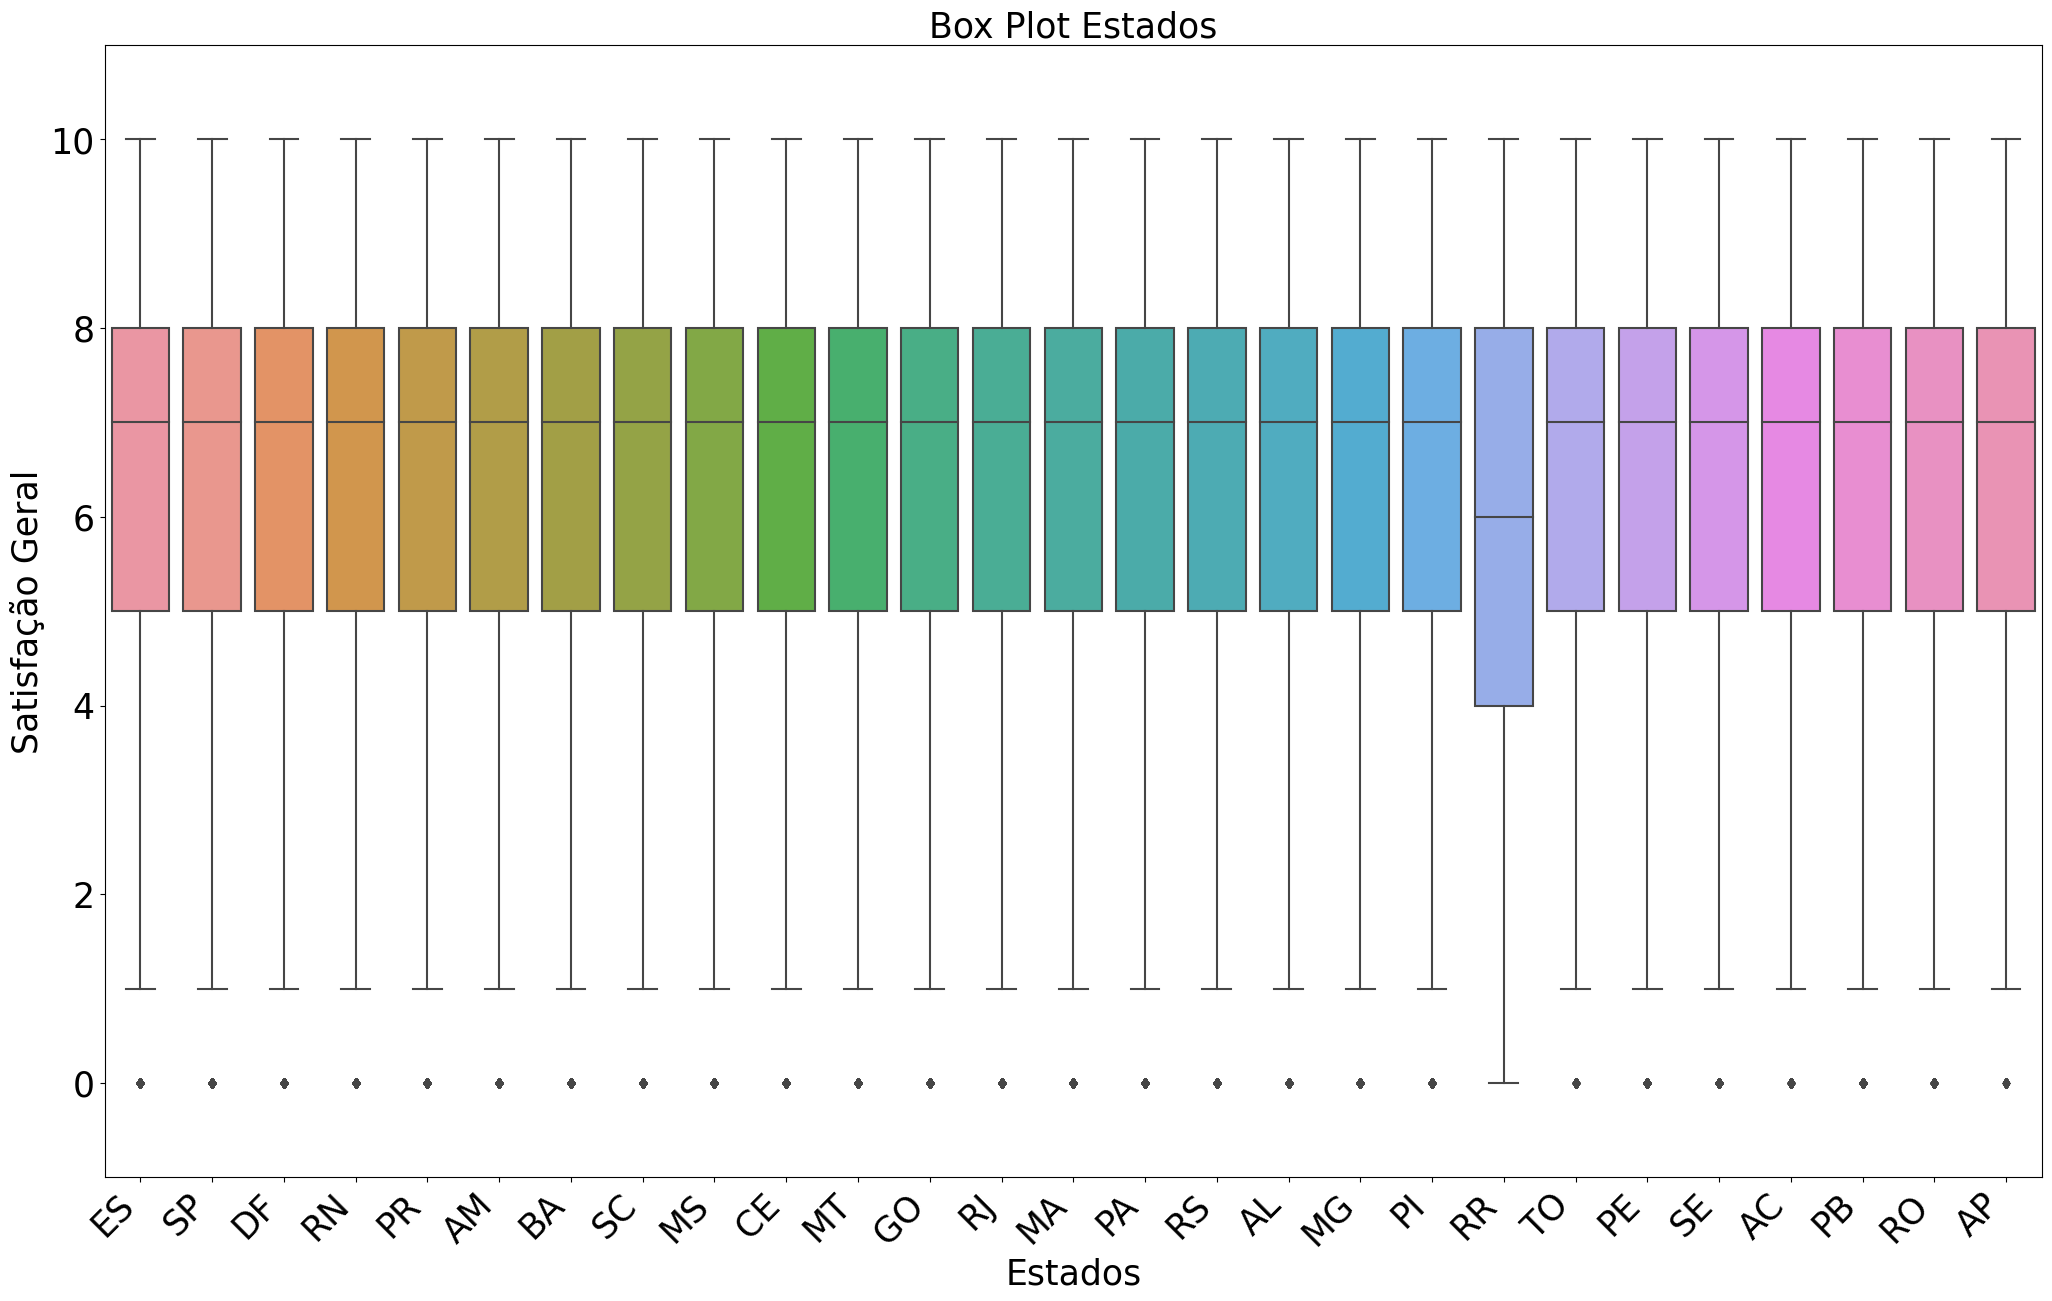 Box Plot Estados
Satisfação Geral
10
8
6
4
2
0
ES SP DF RN PR AM BA SC MS CE MT GO RJ MA PA RS AL MG PI RR TO PE SE AC PB RO AP
Estados